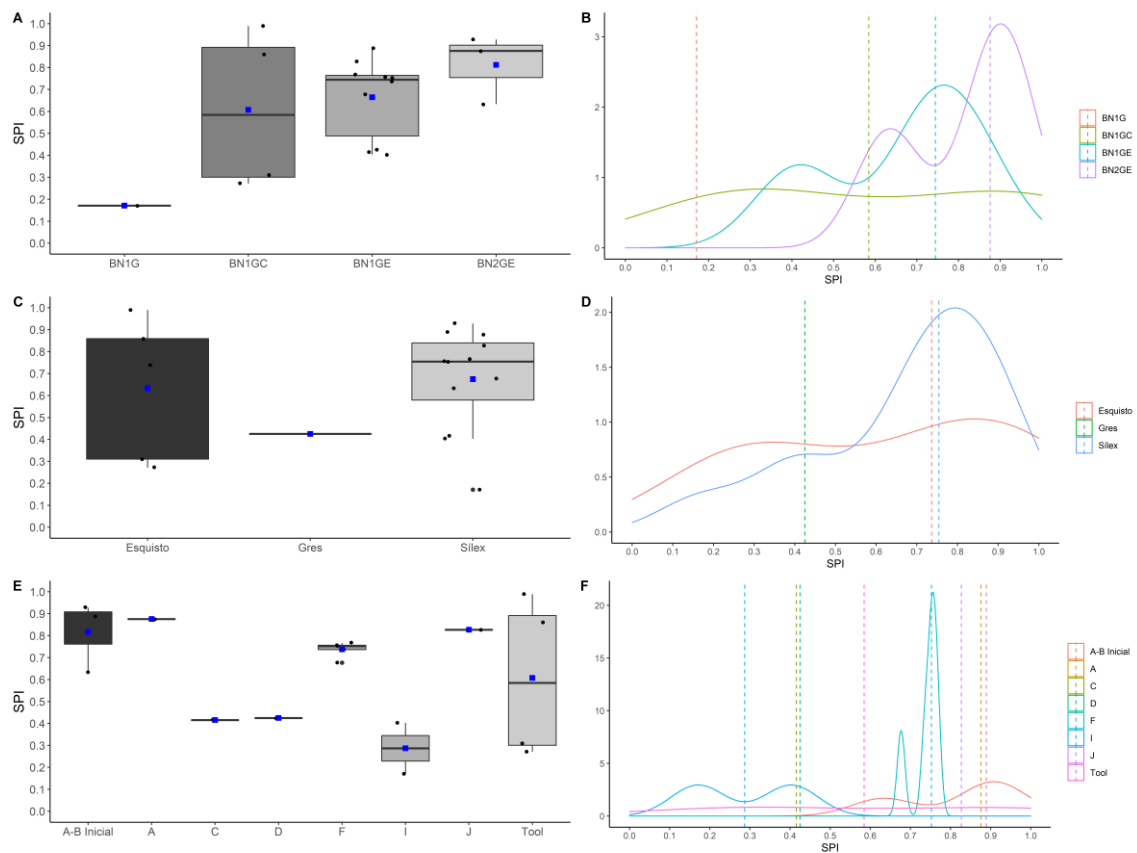 A
SPI
1.0
0.9
0.8
0.7
0.6
0.5
0.4
0.3
0.2
0.1
0.0
BN1G BN1GC BN1GE BN2GE
B
3
2
1
0
0.0 0.1 0.2 0.3 0.4 0.5 0.6 0.7 0.8 0.9 1.0
SPI
BN1G
BN1GC
BN1GE
BN2GE
C
SPI
1.0
0.9
0.8
0.7
0.6
0.5
0.4
0.3
0.2
0.1
0.0
Esquisto Gres Sílex
D
2.0
1.5
1.0
0.5
0.0
0.0 0.1 0.2 0.3 0.4 0.5 0.6 0.7 0.8 0.9 1.0
SPI
Esquisto
Gres
Sílex
E
SPI
1.0
0.9
0.8
0.7
0.6
0.5
0.4
0.3
0.2
0.1
0.0
A-B Inicial A C D F I J Tool
F
20
15
10
5
0
0.0 0.1 0.2 0.3 0.4 0.5 0.6 0.7 0.8 0.9 1.0
SPI
A-B Inicial
A
C
D
F
I
J
Tool